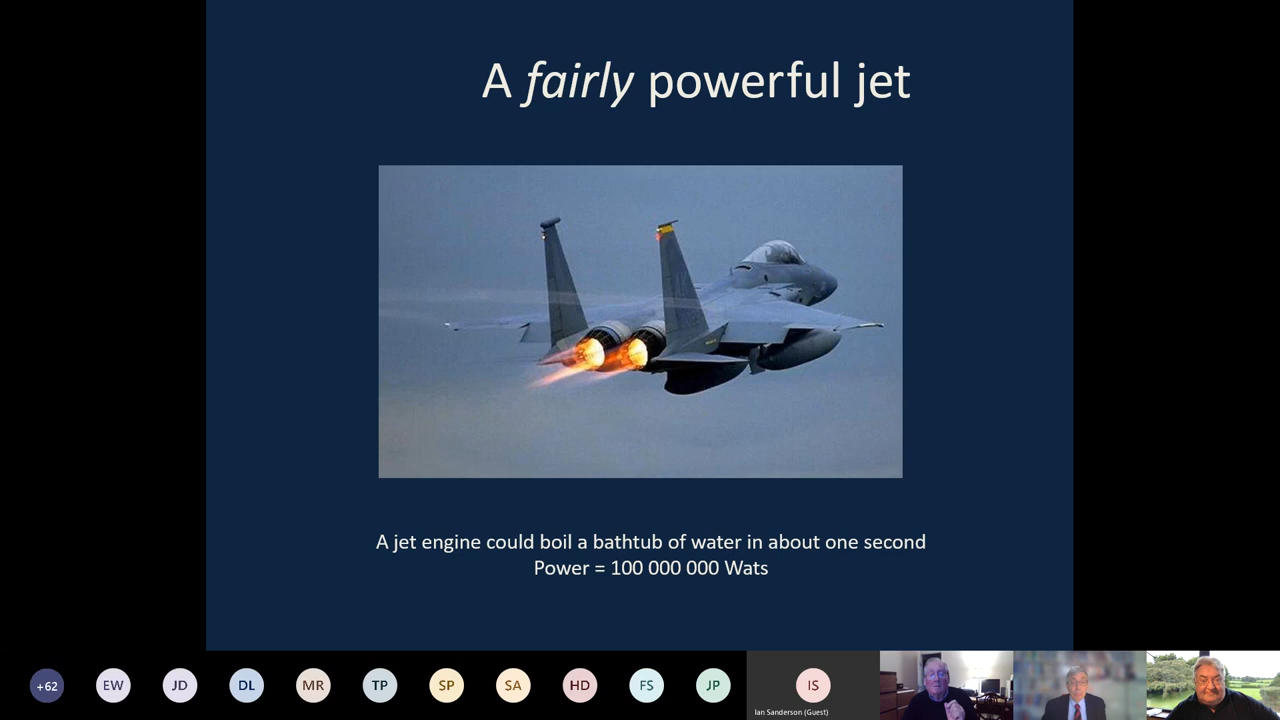 A fairly powerful jet
A jet engine could boil a bathtub of water in about one second
Power = 100 000 000 Wats
+62
EW
JD
DL
MR
TP
SP
SA
HD
FS
JP
IS
Ian Sanderson (Guest)